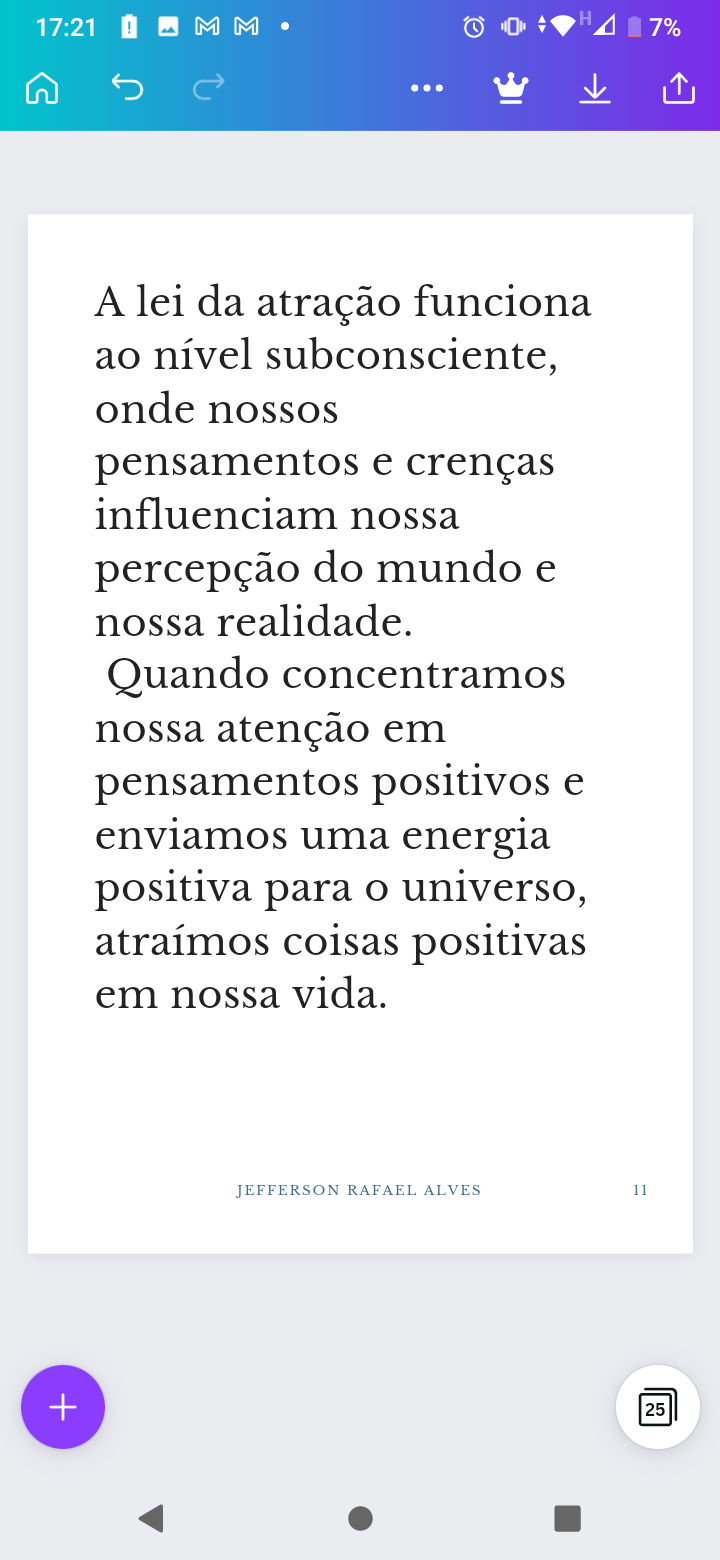 17:21
H
7%
A lei da atração funciona
ao nível subconsciente,
onde nossos
pensamentos e crenças
influenciam nossa
percepção do mundo e
nossa realidade.
Quando concentramos
nossa atenção em
pensamentos positivos e
enviamos uma energia
positiva para o universo,
atraímos coisas positivas
em nossa vida.
JEFFERSON RAFAEL ALVES
11
25